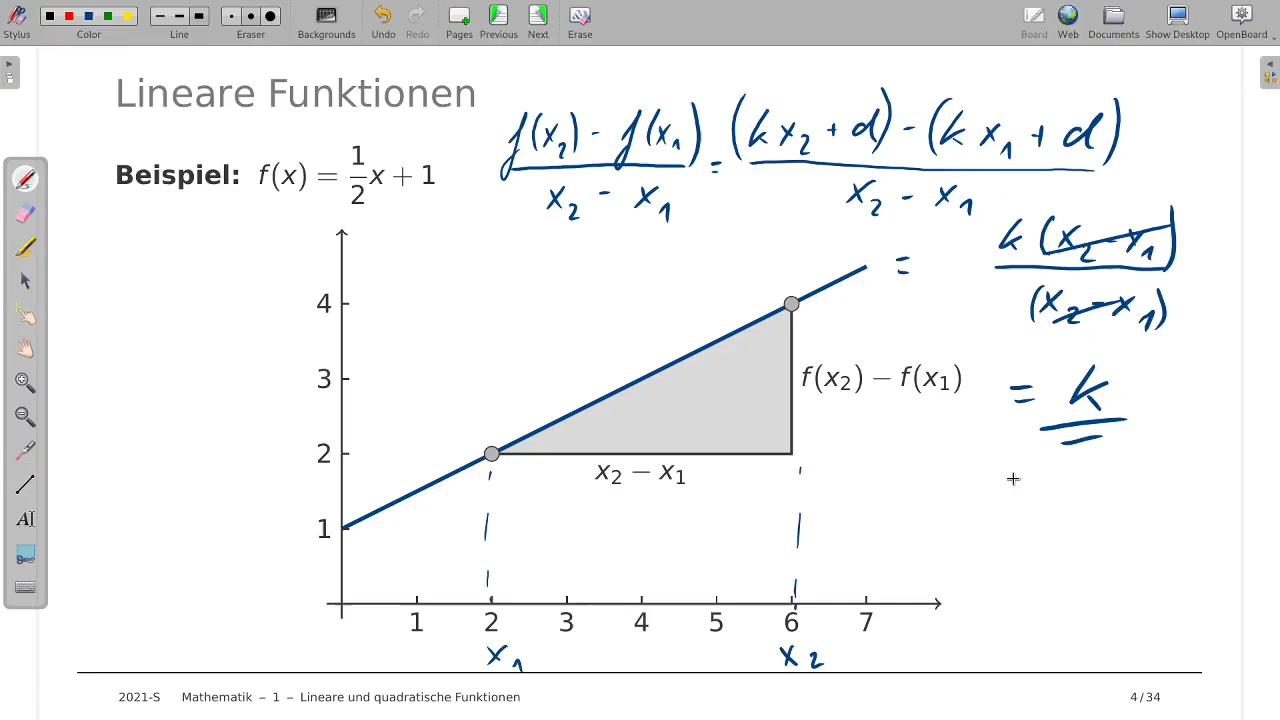 Stylus Color Line Eraser Backgrounds Undo Redo Pages Previous Next Erase Board Web Documents Show Desktop OpenBoard
Lineare Funktionen
Beispiel: f(x) = 1/2 x + 1
(f(x₂) - f(x₁))/(x₂ - x₁) = ((k x₂ + d) - (k x₁ + d))/(x₂ - x₁)
= k (x₂ - x₁)/(x₂ - x₁)
= k
4
3
2
1
f(x₂) − f(x₁)
x₂ − x₁
1 2 3 4 5 6 7
x₁ x₂
AI
2021-S Mathematik – 1 – Lineare und quadratische Funktionen 4/34